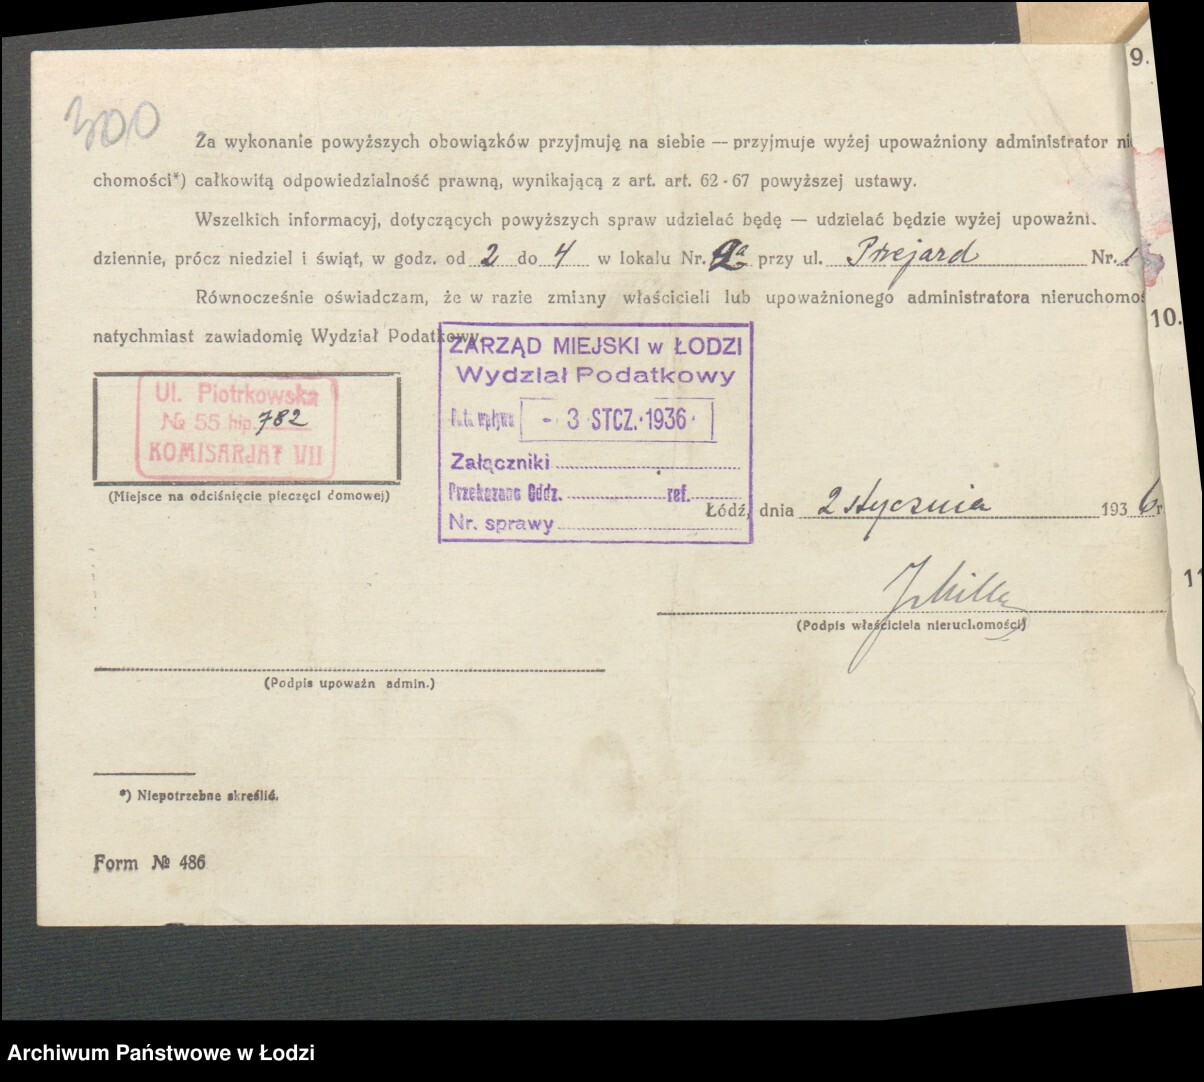 300
Za wykonanie powyższych obowiązków przyjmuję na siebie — przyjmuje wyżej upoważniony administrator
chomości*) całkowitą odpowiedzialność prawną, wynikającą z art. art. 62-67 powyższej ustawy.
Wszelkich informacyj, dotyczących powyższych spraw udzielać będę — udzielać będzie wyżej
dziennie, prócz niedziel i świąt, w godz. od 2 do 4 w lokalu Nr. 2a przy ul. Przejazd Nr. 1
Równocześnie oświadczam, że w razie zmiany właścicieli lub upoważnionego administratora
natychmiast zawiadomię Wydział Podatkowy.
Ul. Piotrkowska
№ 55 hip. 782
KOMISARJAT VII
(Miejsce na odciśnięcie pieczęci domowej)
ZARZĄD MIEJSKI w ŁODZI
Wydział Podatkowy
Data wpływu - 3 STCZ. 1936
Załączniki
Przekazano Oddz. ref.
Nr. sprawy
Łódź, dnia 2 stycznia 1936 r
(Podpis właściciela nieruchomości)
(Podpis upoważn admin.)
*) Niepotrzebne skreślić.
Form № 486
9.
10.
11
Archiwum Państwowe w Łodzi